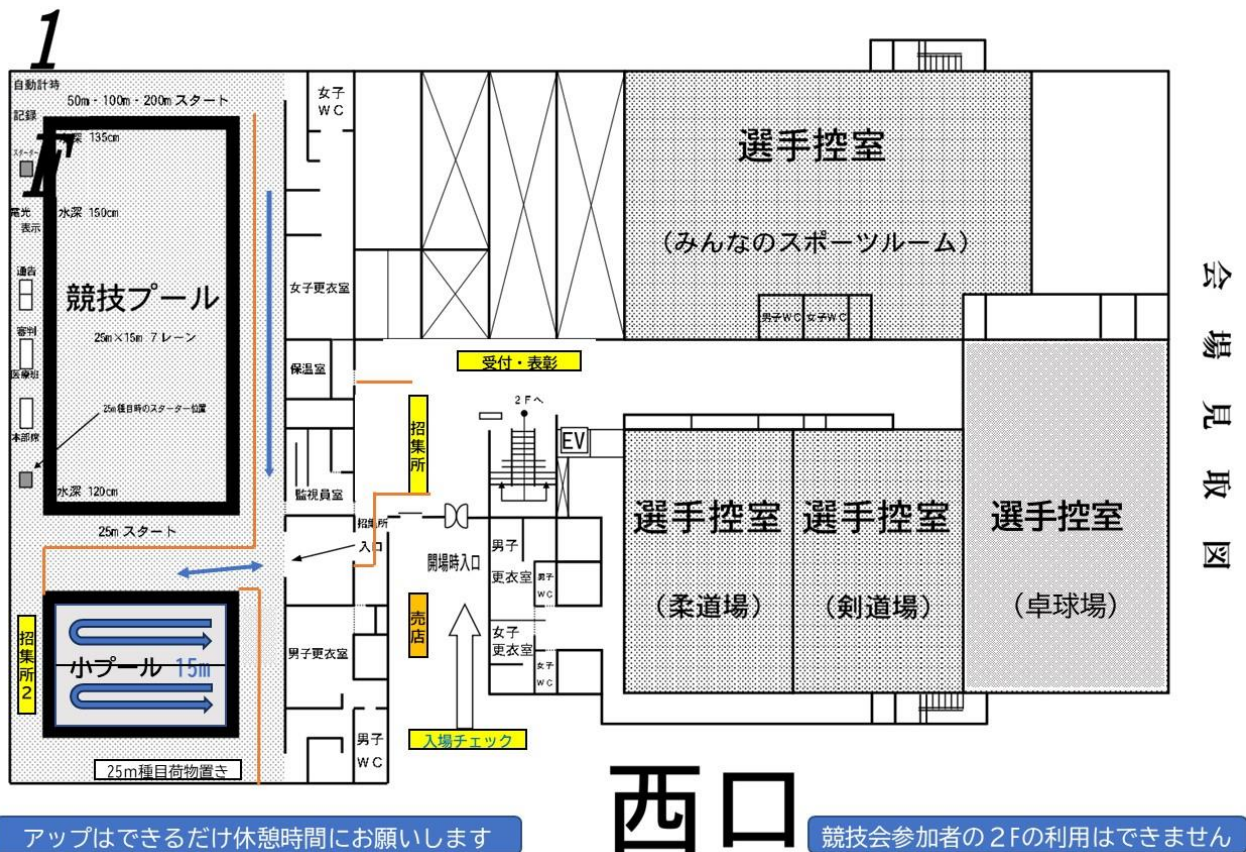 1F
会場見取図
自動計時
50m・100m・200m スタート
記録
水深 135cm
スターター
水深 150cm
電光
表示
通告
競技プール
25m×15m 7レーン
審判
医療班
25m種目時のスターター位置
本部席
水深 120cm
25m スタート
招集所2
小プール 15m
25m種目荷物置き
女子
WC
女子更衣室
保温室
監視員室
招集所
入口
男子更衣室
男子
WC
受付・表彰
招集所
2Fへ
EV
開場時入口
売店
入場チェック
男子
更衣室
男子
WC
女子
更衣室
女子
WC
選手控室
(みんなのスポーツルーム)
男子WC
女子WC
選手控室
(柔道場)
選手控室
(剣道場)
選手控室
(卓球場)
西口
アップはできるだけ休憩時間にお願いします
競技会参加者の2Fの利用はできません